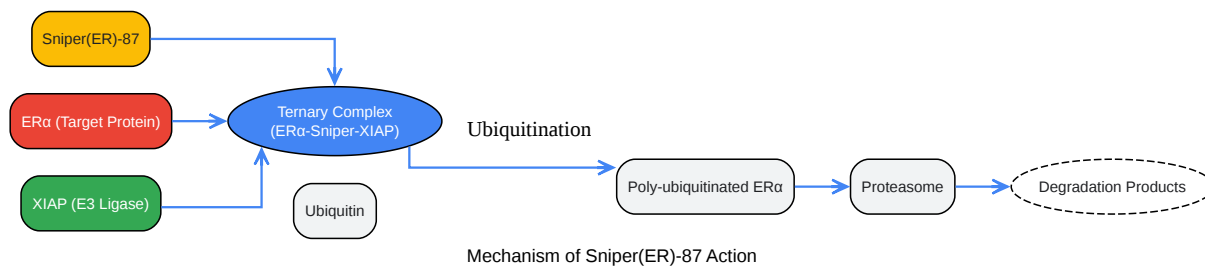 Sniper(ER)-87
ERα (Target Protein)
XIAP (E3 Ligase)
Ternary Complex
(ERα-Sniper-XIAP)
Ubiquitin
Ubiquitination
Poly-ubiquitinated ERα
Proteasome
Degradation Products
Mechanism of Sniper(ER)-87 Action